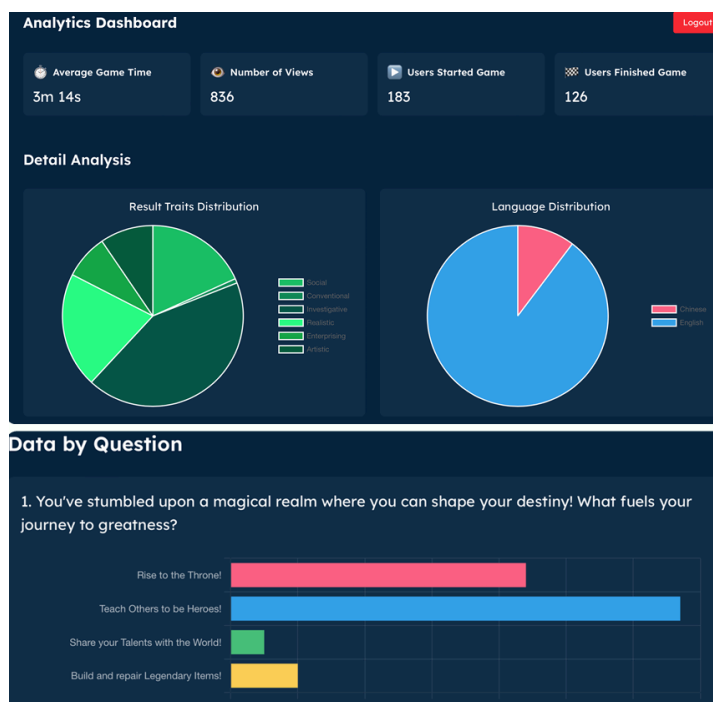 Analytics Dashboard
Logout
Average Game Time
3m 14s
Number of Views
836
Users Started Game
183
Users Finished Game
126
Detail Analysis
Result Traits Distribution
Social
Conventional
Investigative
Realistic
Enterprising
Artistic
Language Distribution
Chinese
English
Data by Question
1. You've stumbled upon a magical realm where you can shape your destiny! What fuels your
journey to greatness?
Rise to the Throne!
Teach Others to be Heroes!
Share your Talents with the World!
Build and repair Legendary Items!